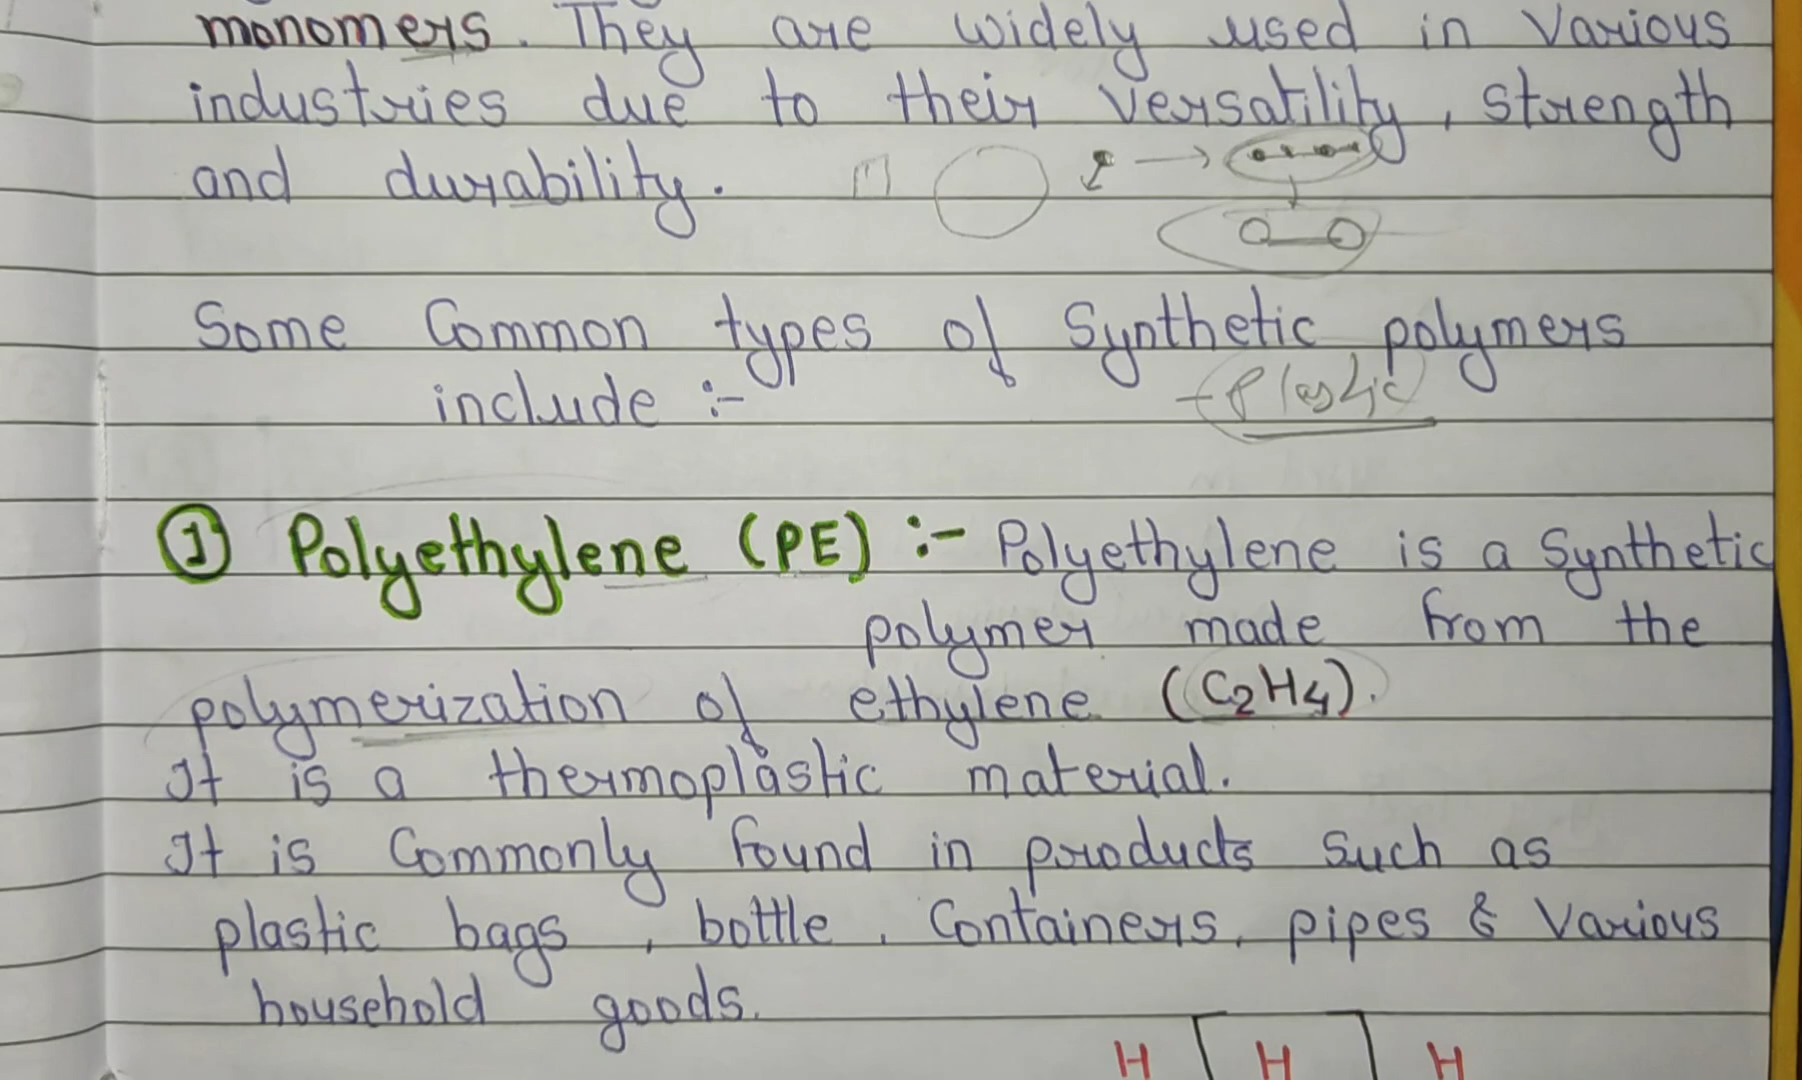 monomers. They are widely used in various
industries due to their versatility, strength
and durability.
Some Common types of Synthetic polymers
include :-
- Plastic
① Polyethylene (PE) :- Polyethylene is a Synthetic
polymer made from the
polymerization of ethylene (C2H4).
It is a thermoplastic material.
It is Commonly found in products such as
plastic bags, bottle, Containers, pipes & various
household goods.
H [ H ] H